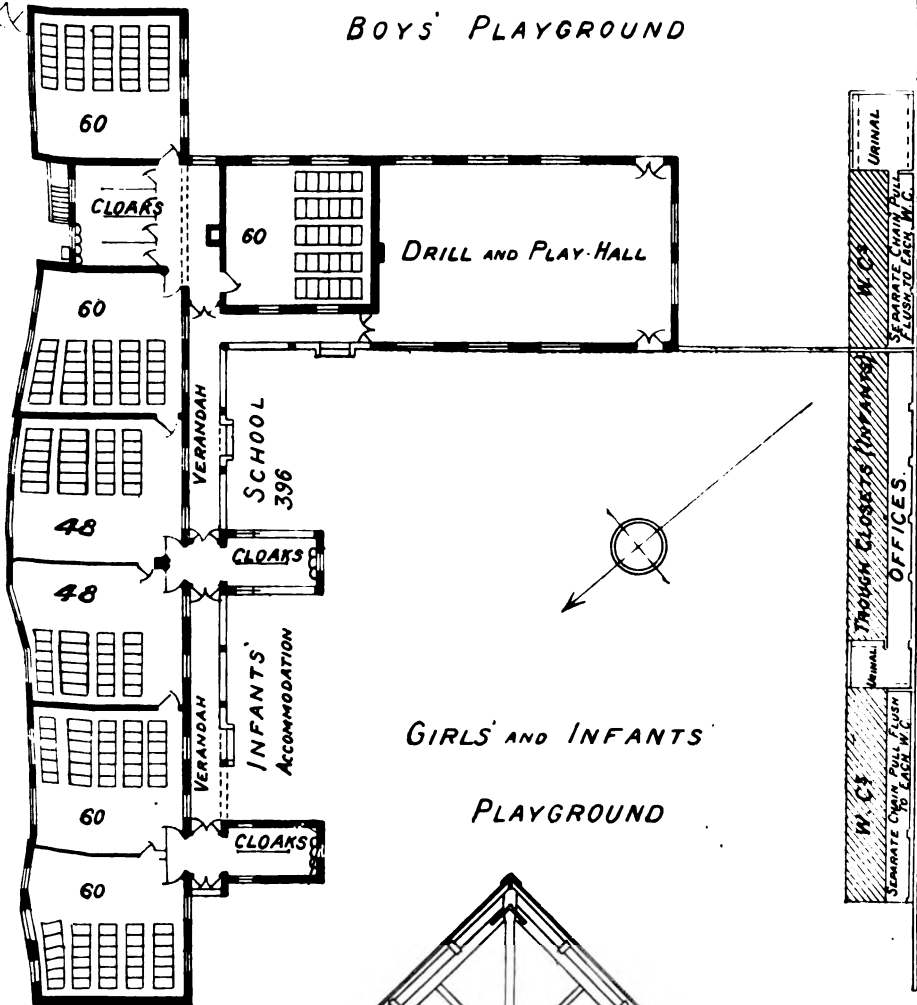 BOYS' PLAYGROUND
60
CLOAKS
60
DRILL AND PLAY-HALL
60
VERANDAH
SCHOOL
396
48
CLOAKS
48
VERANDAH
INFANTS'
ACCOMMODATION
60
CLOAKS
60
GIRLS' AND INFANTS'
PLAYGROUND
URINAL
W.CS
SEPARATE CHAIN PULL
FLUSH TO EACH W.C.
TROUGH CLOSETS (INFANTS)
OFFICES.
URINAL
W.CS
SEPARATE CHAIN PULL FLUSH
TO EACH W.C.